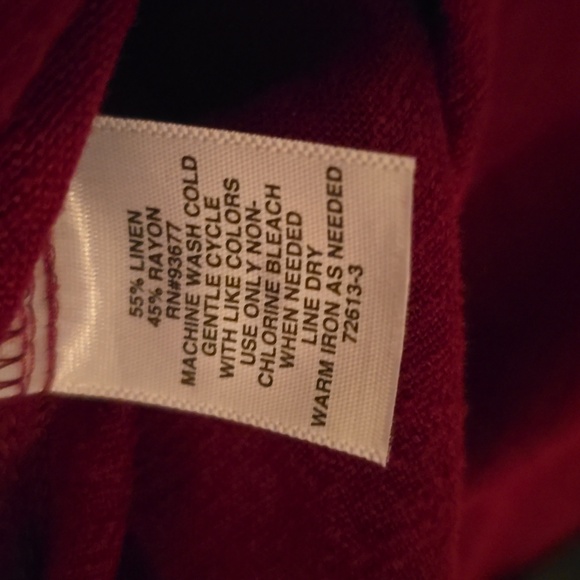 55% LINEN
45% RAYON
RN#93677
MACHINE WASH COLD
GENTLE CYCLE
WITH LIKE COLORS
USE ONLY NON-
CHLORINE BLEACH
WHEN NEEDED
LINE DRY
WARM IRON AS NEEDED
72613-3